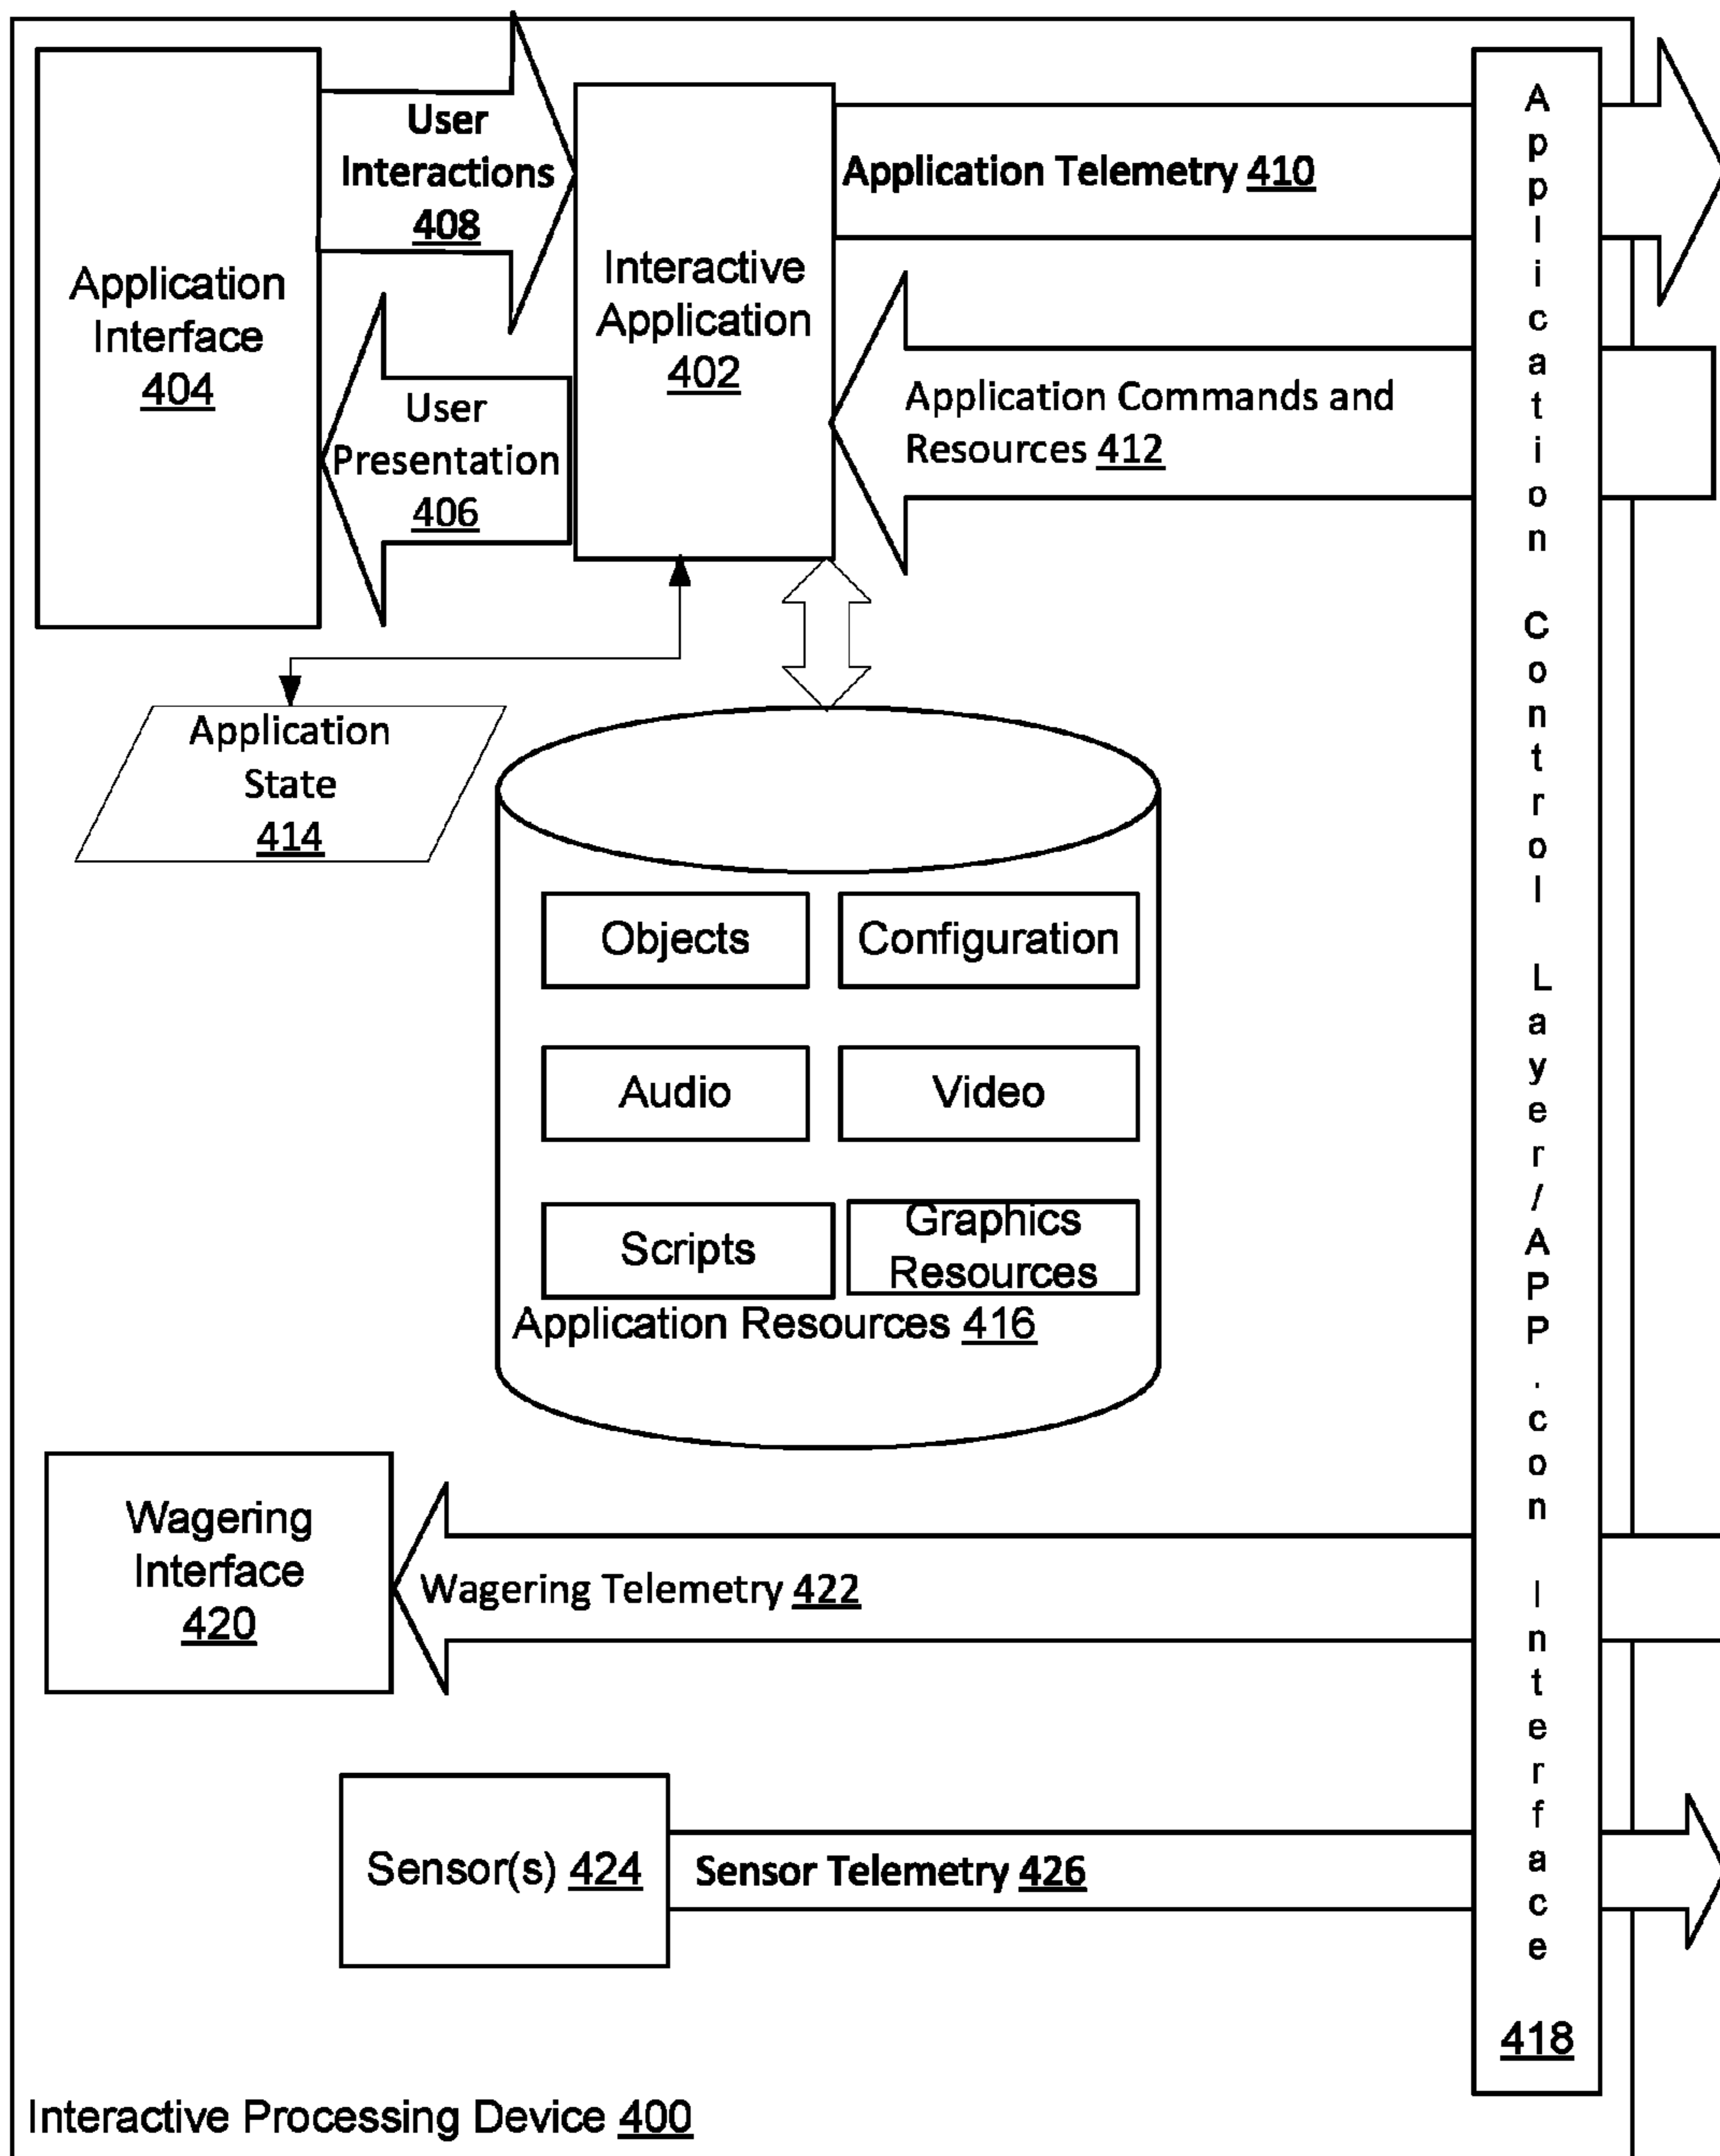 Application
Interface
404
User
Interactions
408
User
Presentation
406
Interactive
Application
402
Application Telemetry 410
Application Commands and
Resources 412
Application
State
414
Objects
Configuration
Audio
Video
Scripts
Graphics
Resources
Application Resources 416
Wagering
Interface
420
Wagering Telemetry 422
Sensor(s) 424
Sensor Telemetry 426
Application Control Layer/APP.con Interface
418
Interactive Processing Device 400